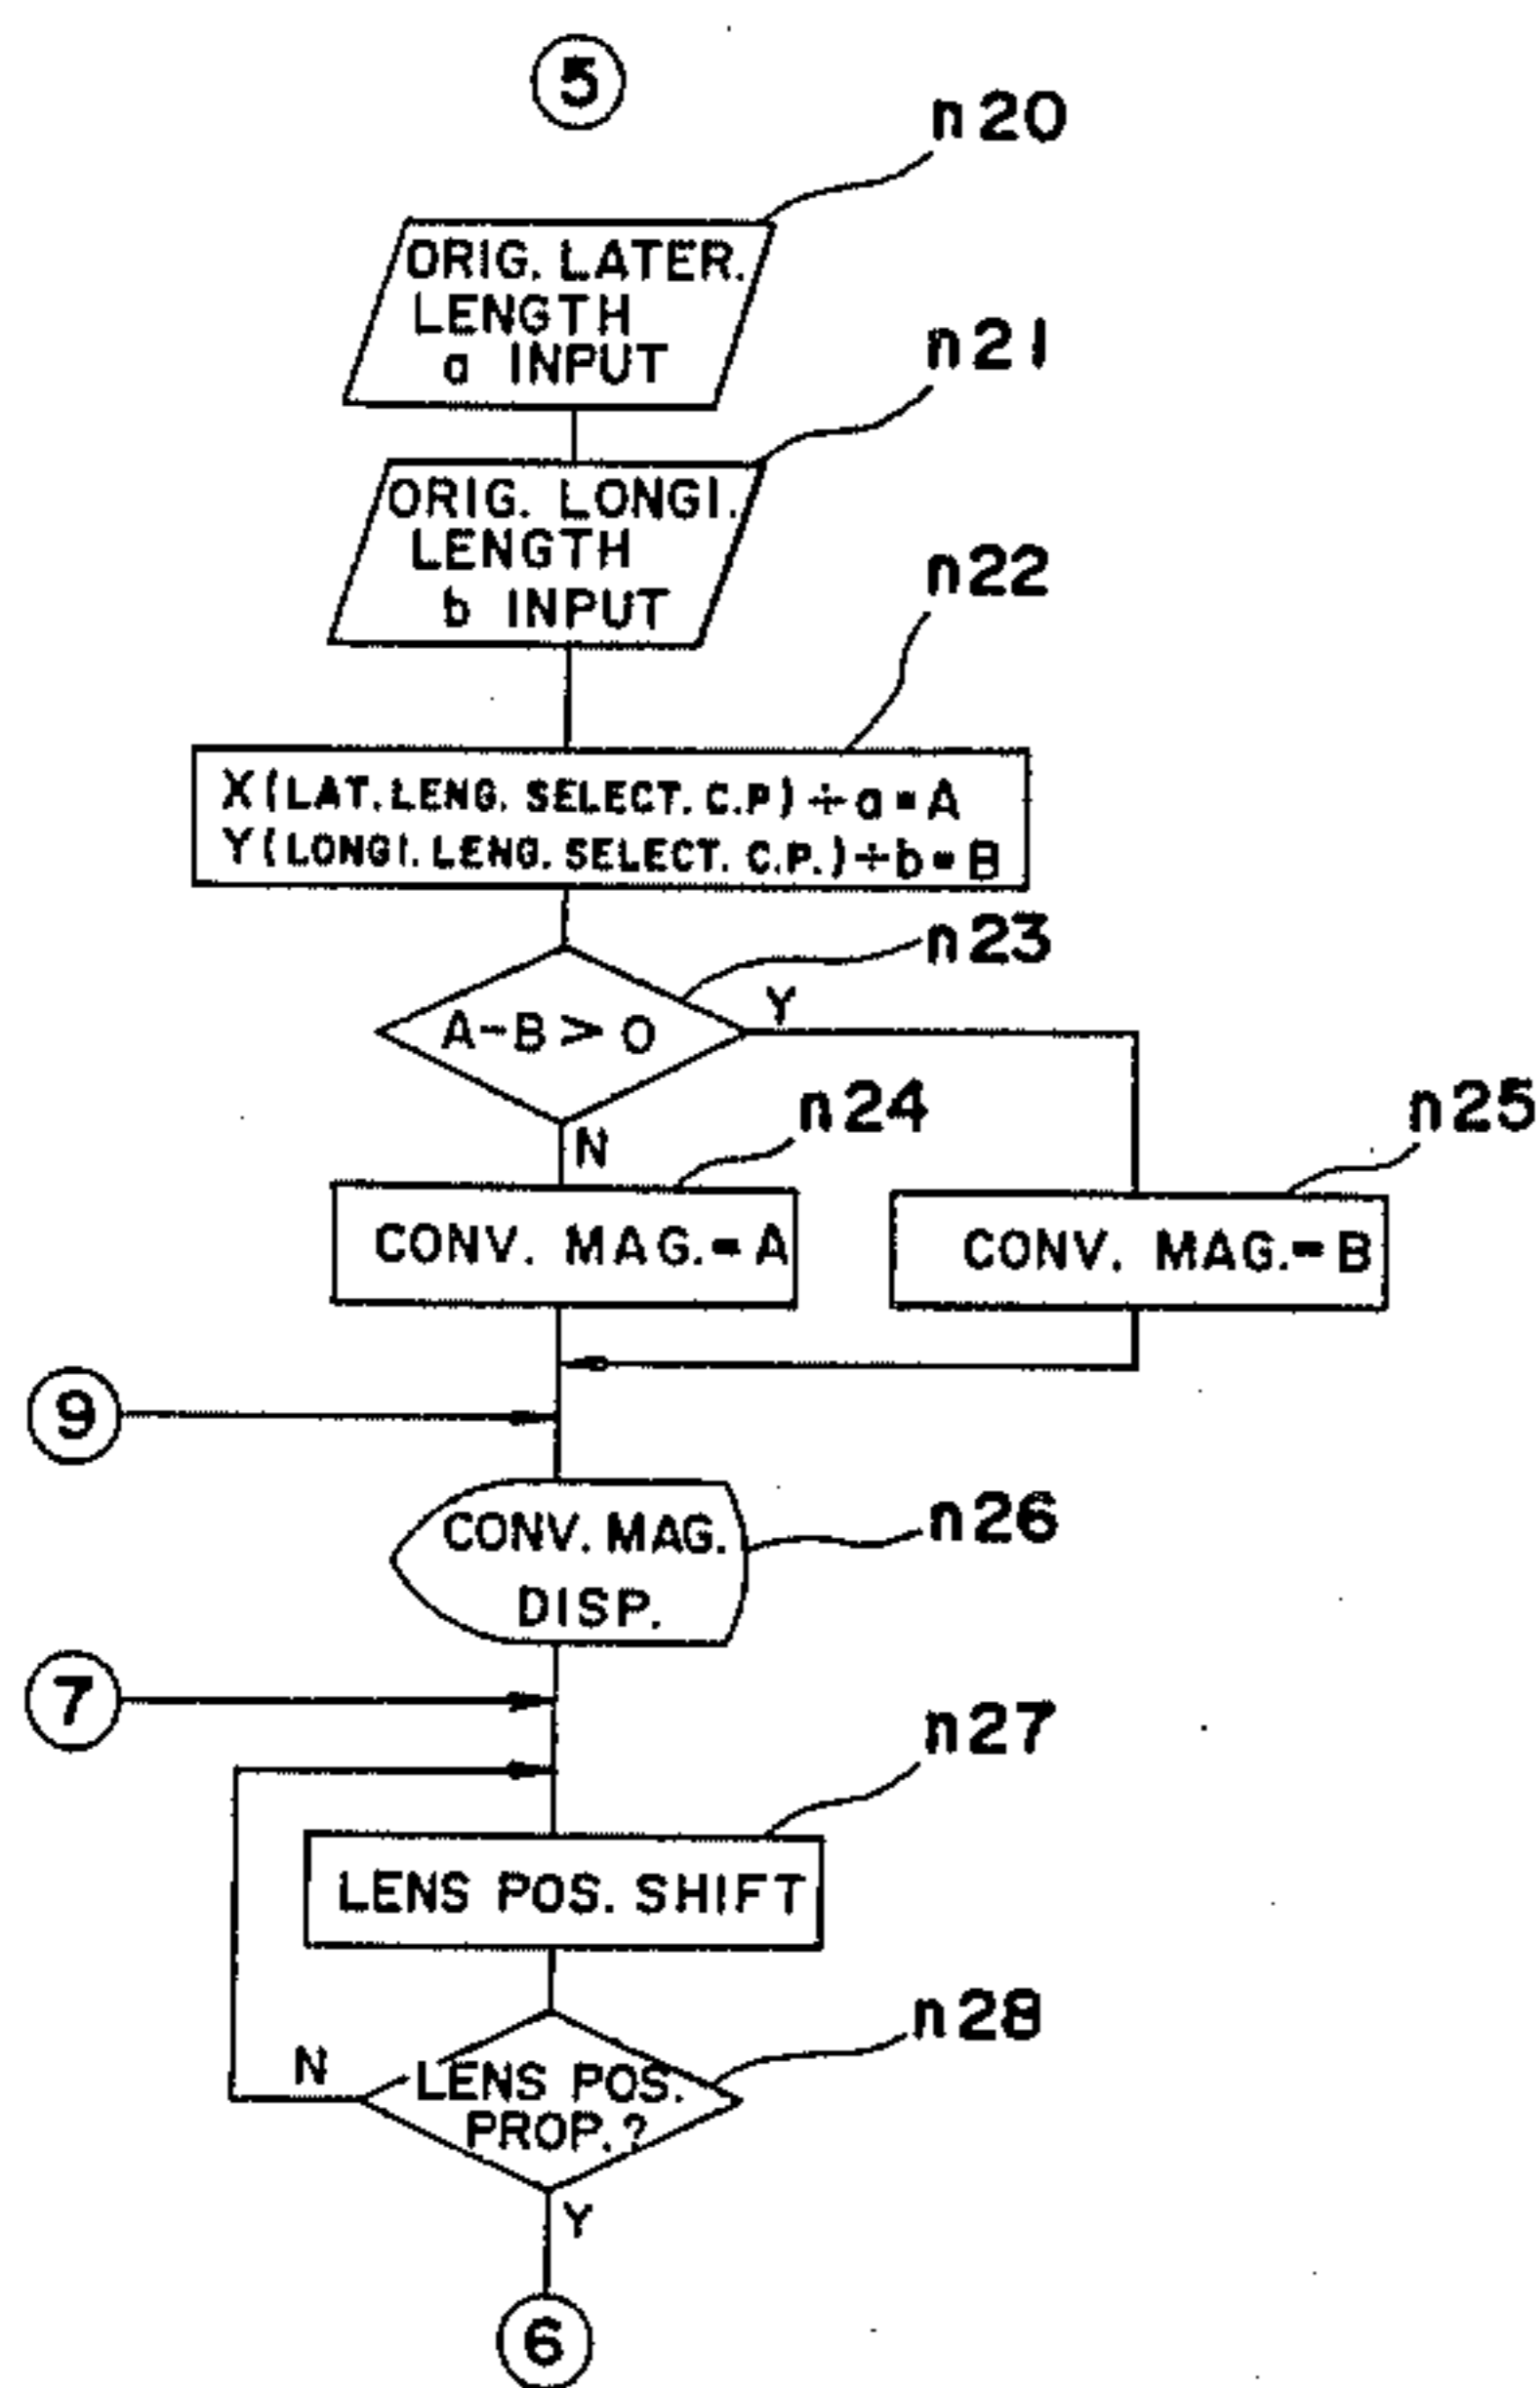 5
n20
ORIG. LATER.
LENGTH
a INPUT
n21
ORIG. LONGI.
LENGTH
b INPUT
n22
X(LAT.LENG. SELECT. C.P)÷a=A
Y(LONGI.LENG. SELECT. C.P.)÷b=B
n23
A-B>0
Y
N
n24
CONV. MAG.=A
n25
CONV. MAG.=B
9
n26
CONV. MAG.
DISP.
7
n27
LENS POS. SHIFT
n28
N
LENS POS.
PROP.?
Y
6